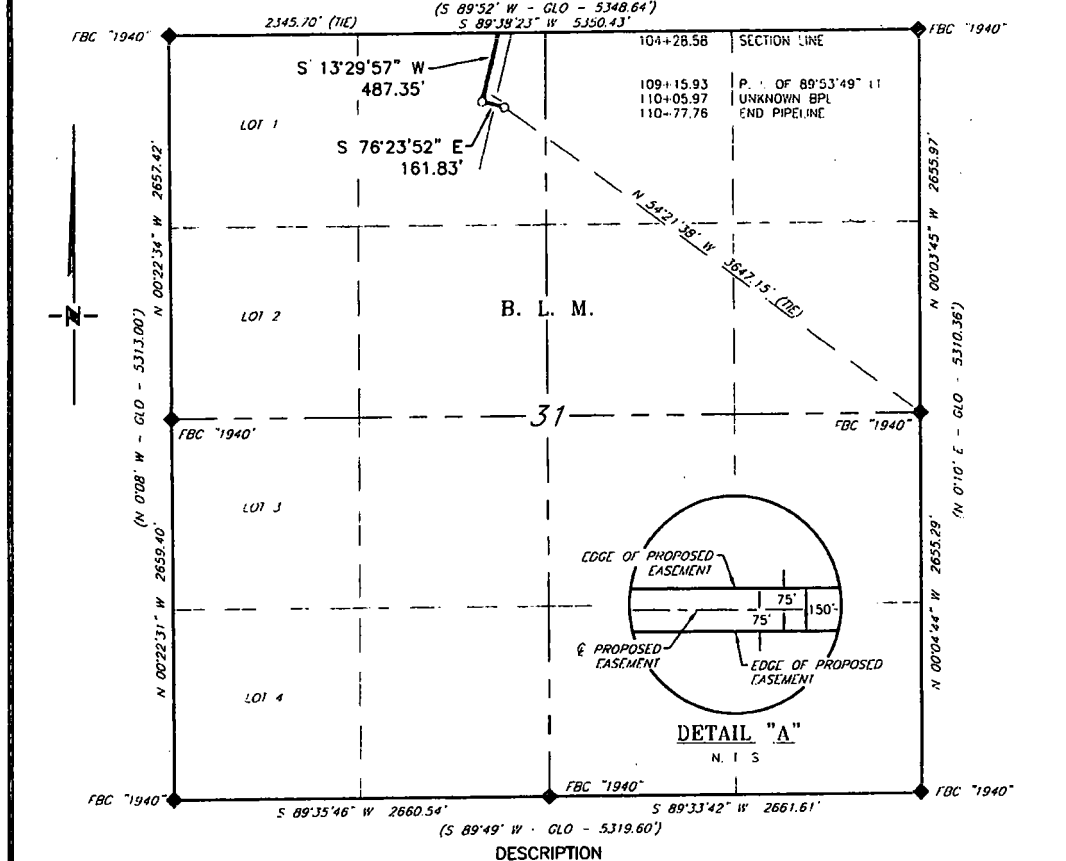 (S 89°52' W - GLO - 5348.64')
2345.70' (TIE)
S 89°38'23" W 5350.43'
FBC "1940"
FBC "1940"
104+28.58 SECTION LINE
109+15.93 P. I. OF 89°53'49" LT
110+05.97 UNKNOWN BPL
110+77.76 END PIPELINE
S 13°29'57" W
487.35'
LOT 1
S 76°23'52" E
161.83'
N 00°22'34" W 2657.42'
N 00°03'45" W 2655.97'
N 54°21'38" W 3647.15' (TIE)
N
LOT 2
B. L. M.
(N 0°08' W - GLO - 5313.00')
(N 0°10' E - GLO - 5310.36')
31
FBC "1940'
FBC "1940"
LOT 3
N 00°22'31" W 2659.40'
N 00°04'44" W 2655.29'
EDGE OF PROPOSED
EASEMENT
75'
150'
75'
℄ PROPOSED
EASEMENT
EDGE OF PROPOSED
EASEMENT
LOT 4
DETAIL "A"
N. T S
FBC "1940"
FBC "1940"
FBC "1940"
S 89°35'46" W 2660.54'
S 89°33'42" W 2661.61'
(S 89°49' W - GLO - 5319.60')
DESCRIPTION